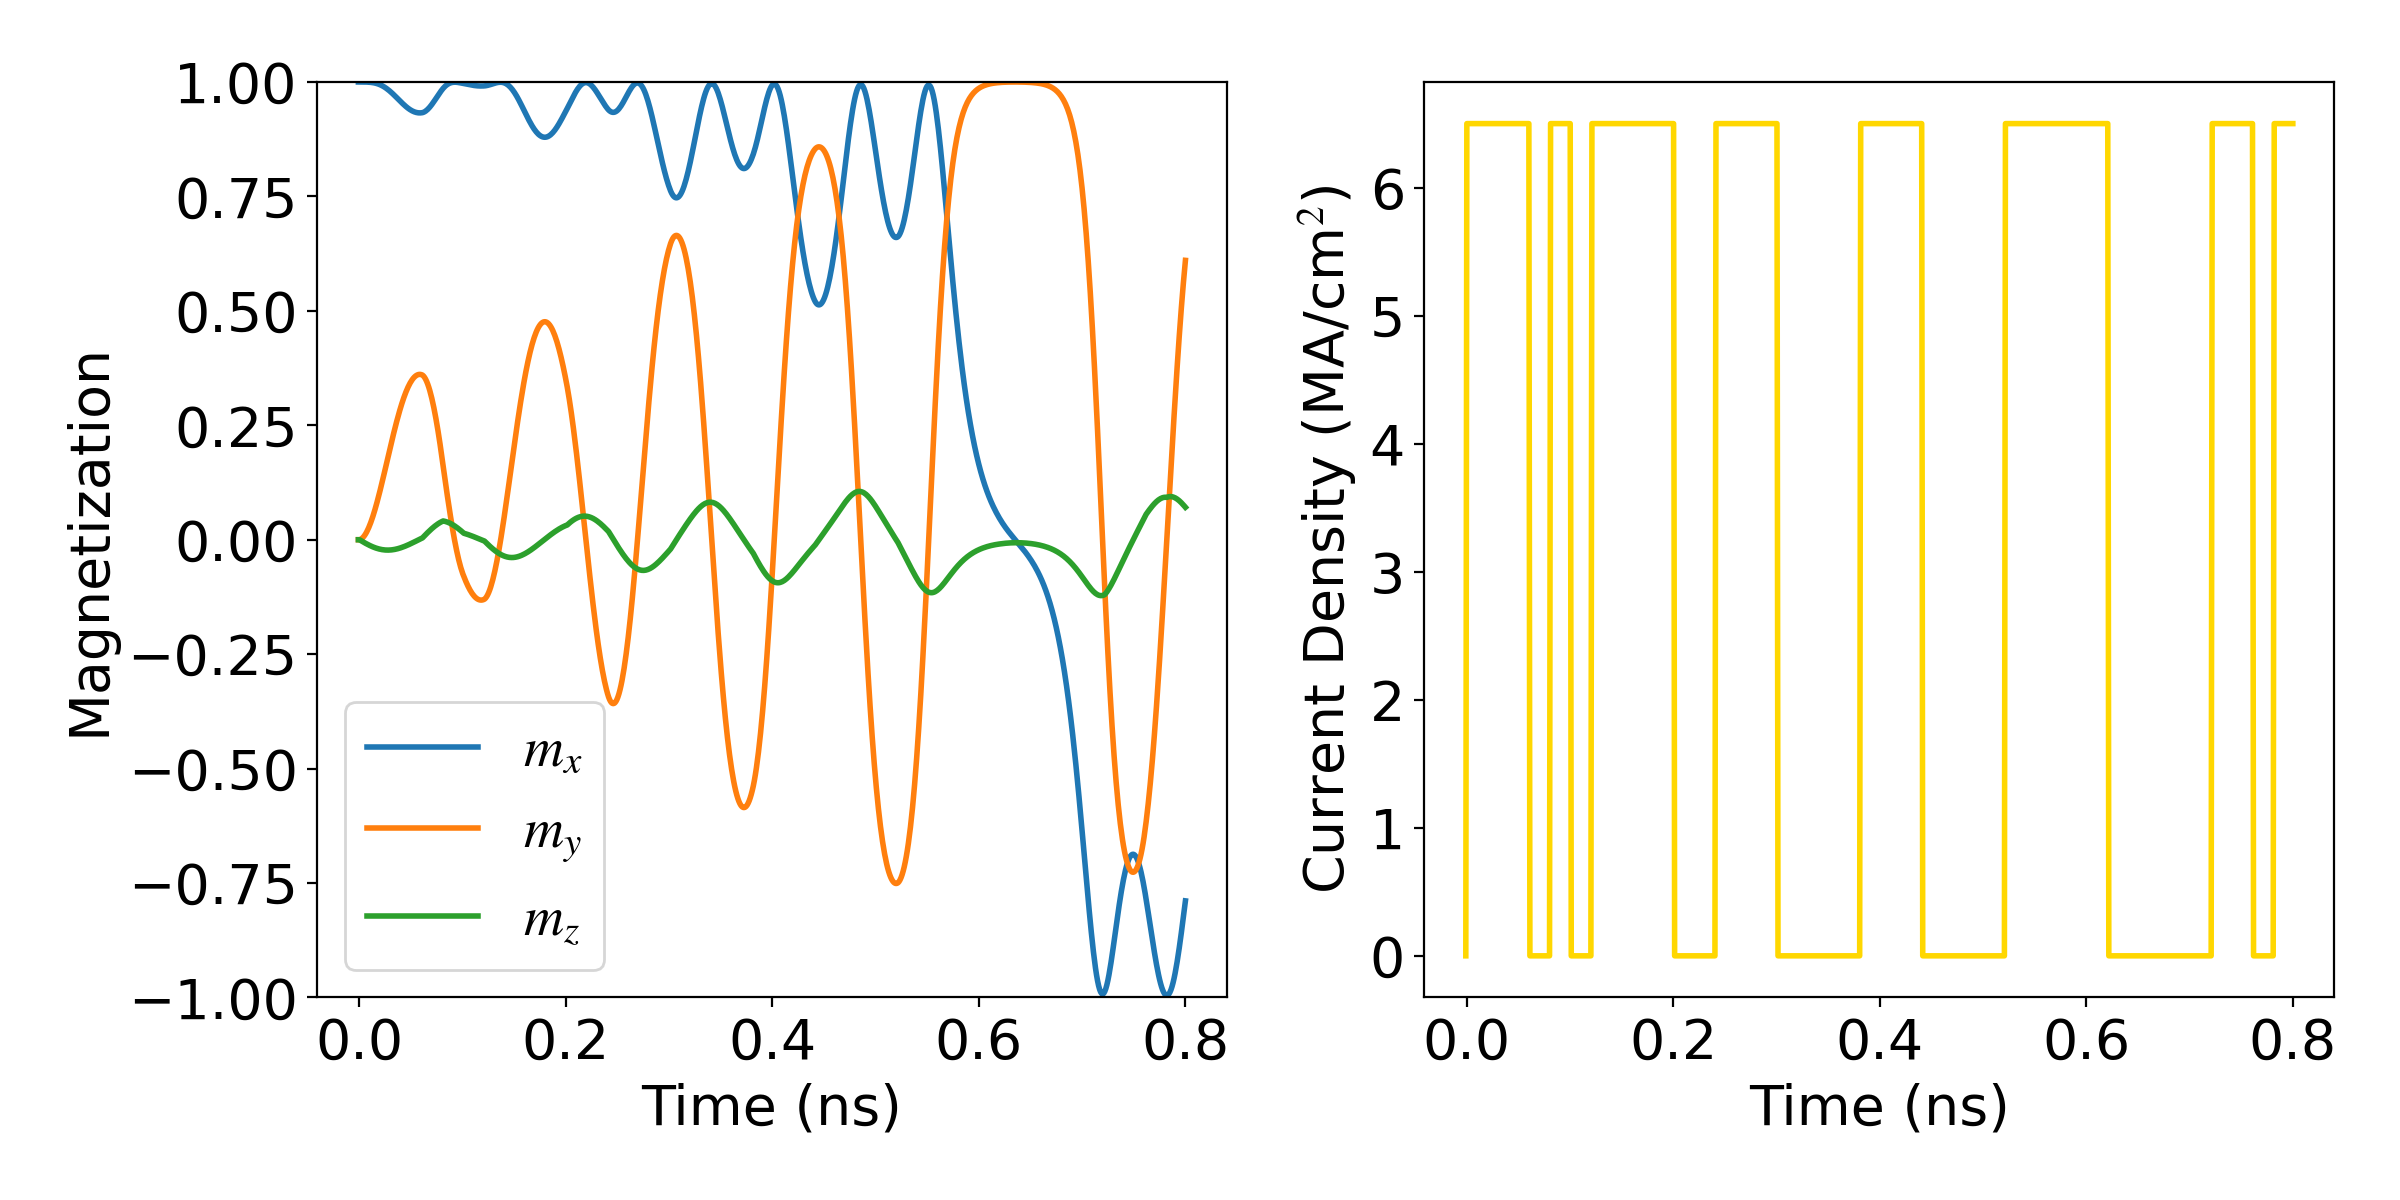 1.00
0.75
0.50
0.25
0.00
−0.25
−0.50
−0.75
−1.00
Magnetization
m_x
m_y
m_z
0.0 0.2 0.4 0.6 0.8
Time (ns)
6
5
4
3
2
1
0
Current Density (MA/cm²)
0.0 0.2 0.4 0.6 0.8
Time (ns)